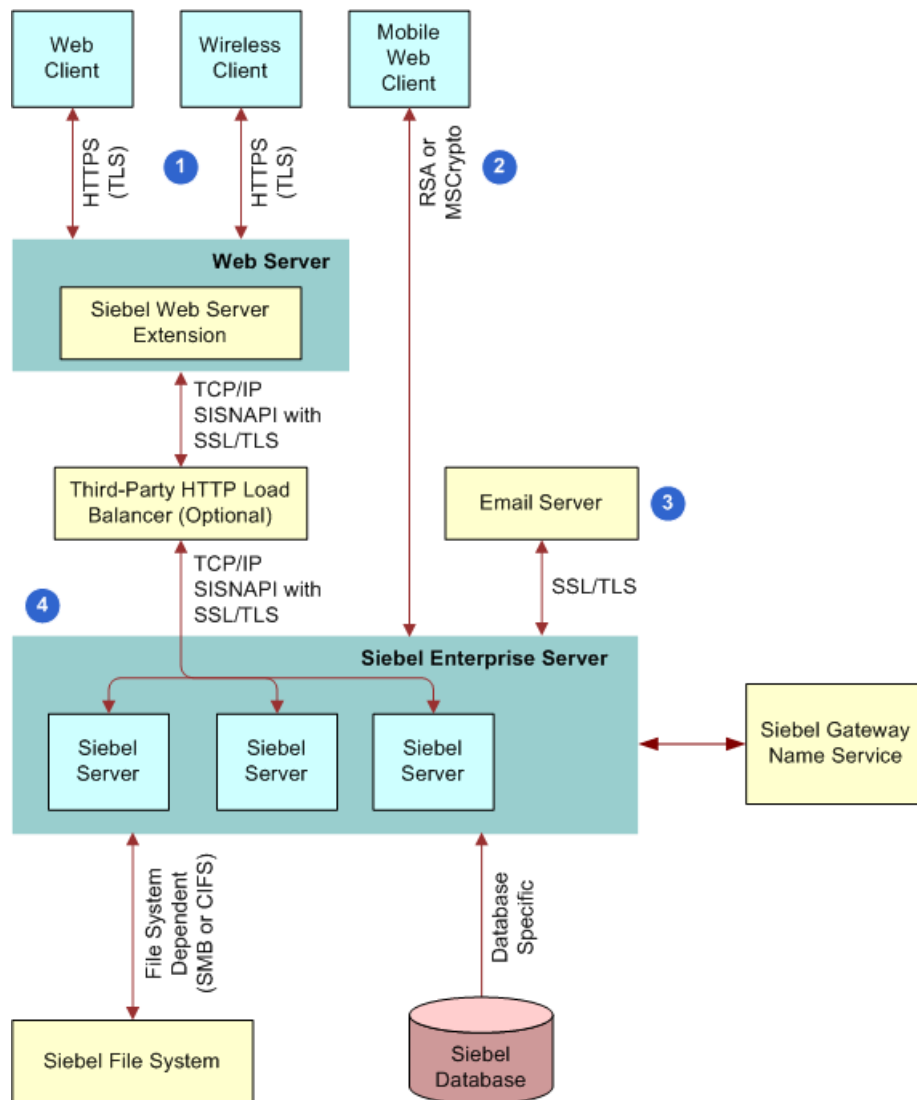 Web
Client
Wireless
Client
Mobile
Web
Client
HTTPS
(TLS)
1
HTTPS
(TLS)
RSA or
MSCrypto
2
Web Server
Siebel Web Server
Extension
TCP/IP
SISNAPI with
SSL/TLS
Third-Party HTTP Load
Balancer (Optional)
Email Server
3
TCP/IP
SISNAPI with
SSL/TLS
SSL/TLS
4
Siebel Enterprise Server
Siebel
Server
Siebel
Server
Siebel
Server
Siebel Gateway
Name Service
File System
Dependent
(SMB or CIFS)
Database
Specific
Siebel File System
Siebel
Database